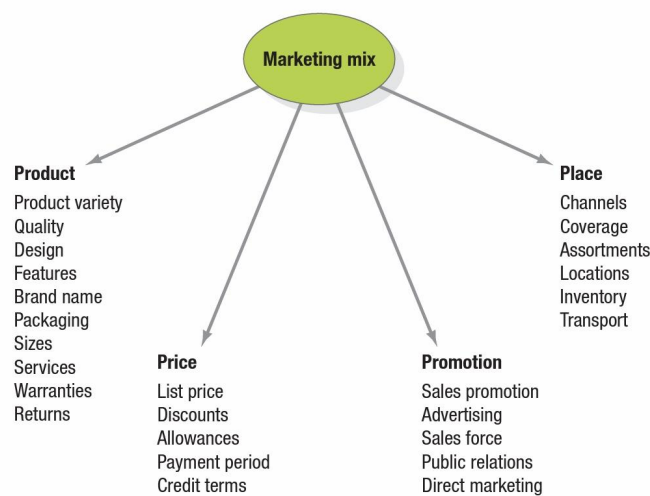 Marketing mix
Product
Product variety
Quality
Design
Features
Brand name
Packaging
Sizes
Services
Warranties
Returns
Price
List price
Discounts
Allowances
Payment period
Credit terms
Promotion
Sales promotion
Advertising
Sales force
Public relations
Direct marketing
Place
Channels
Coverage
Assortments
Locations
Inventory
Transport